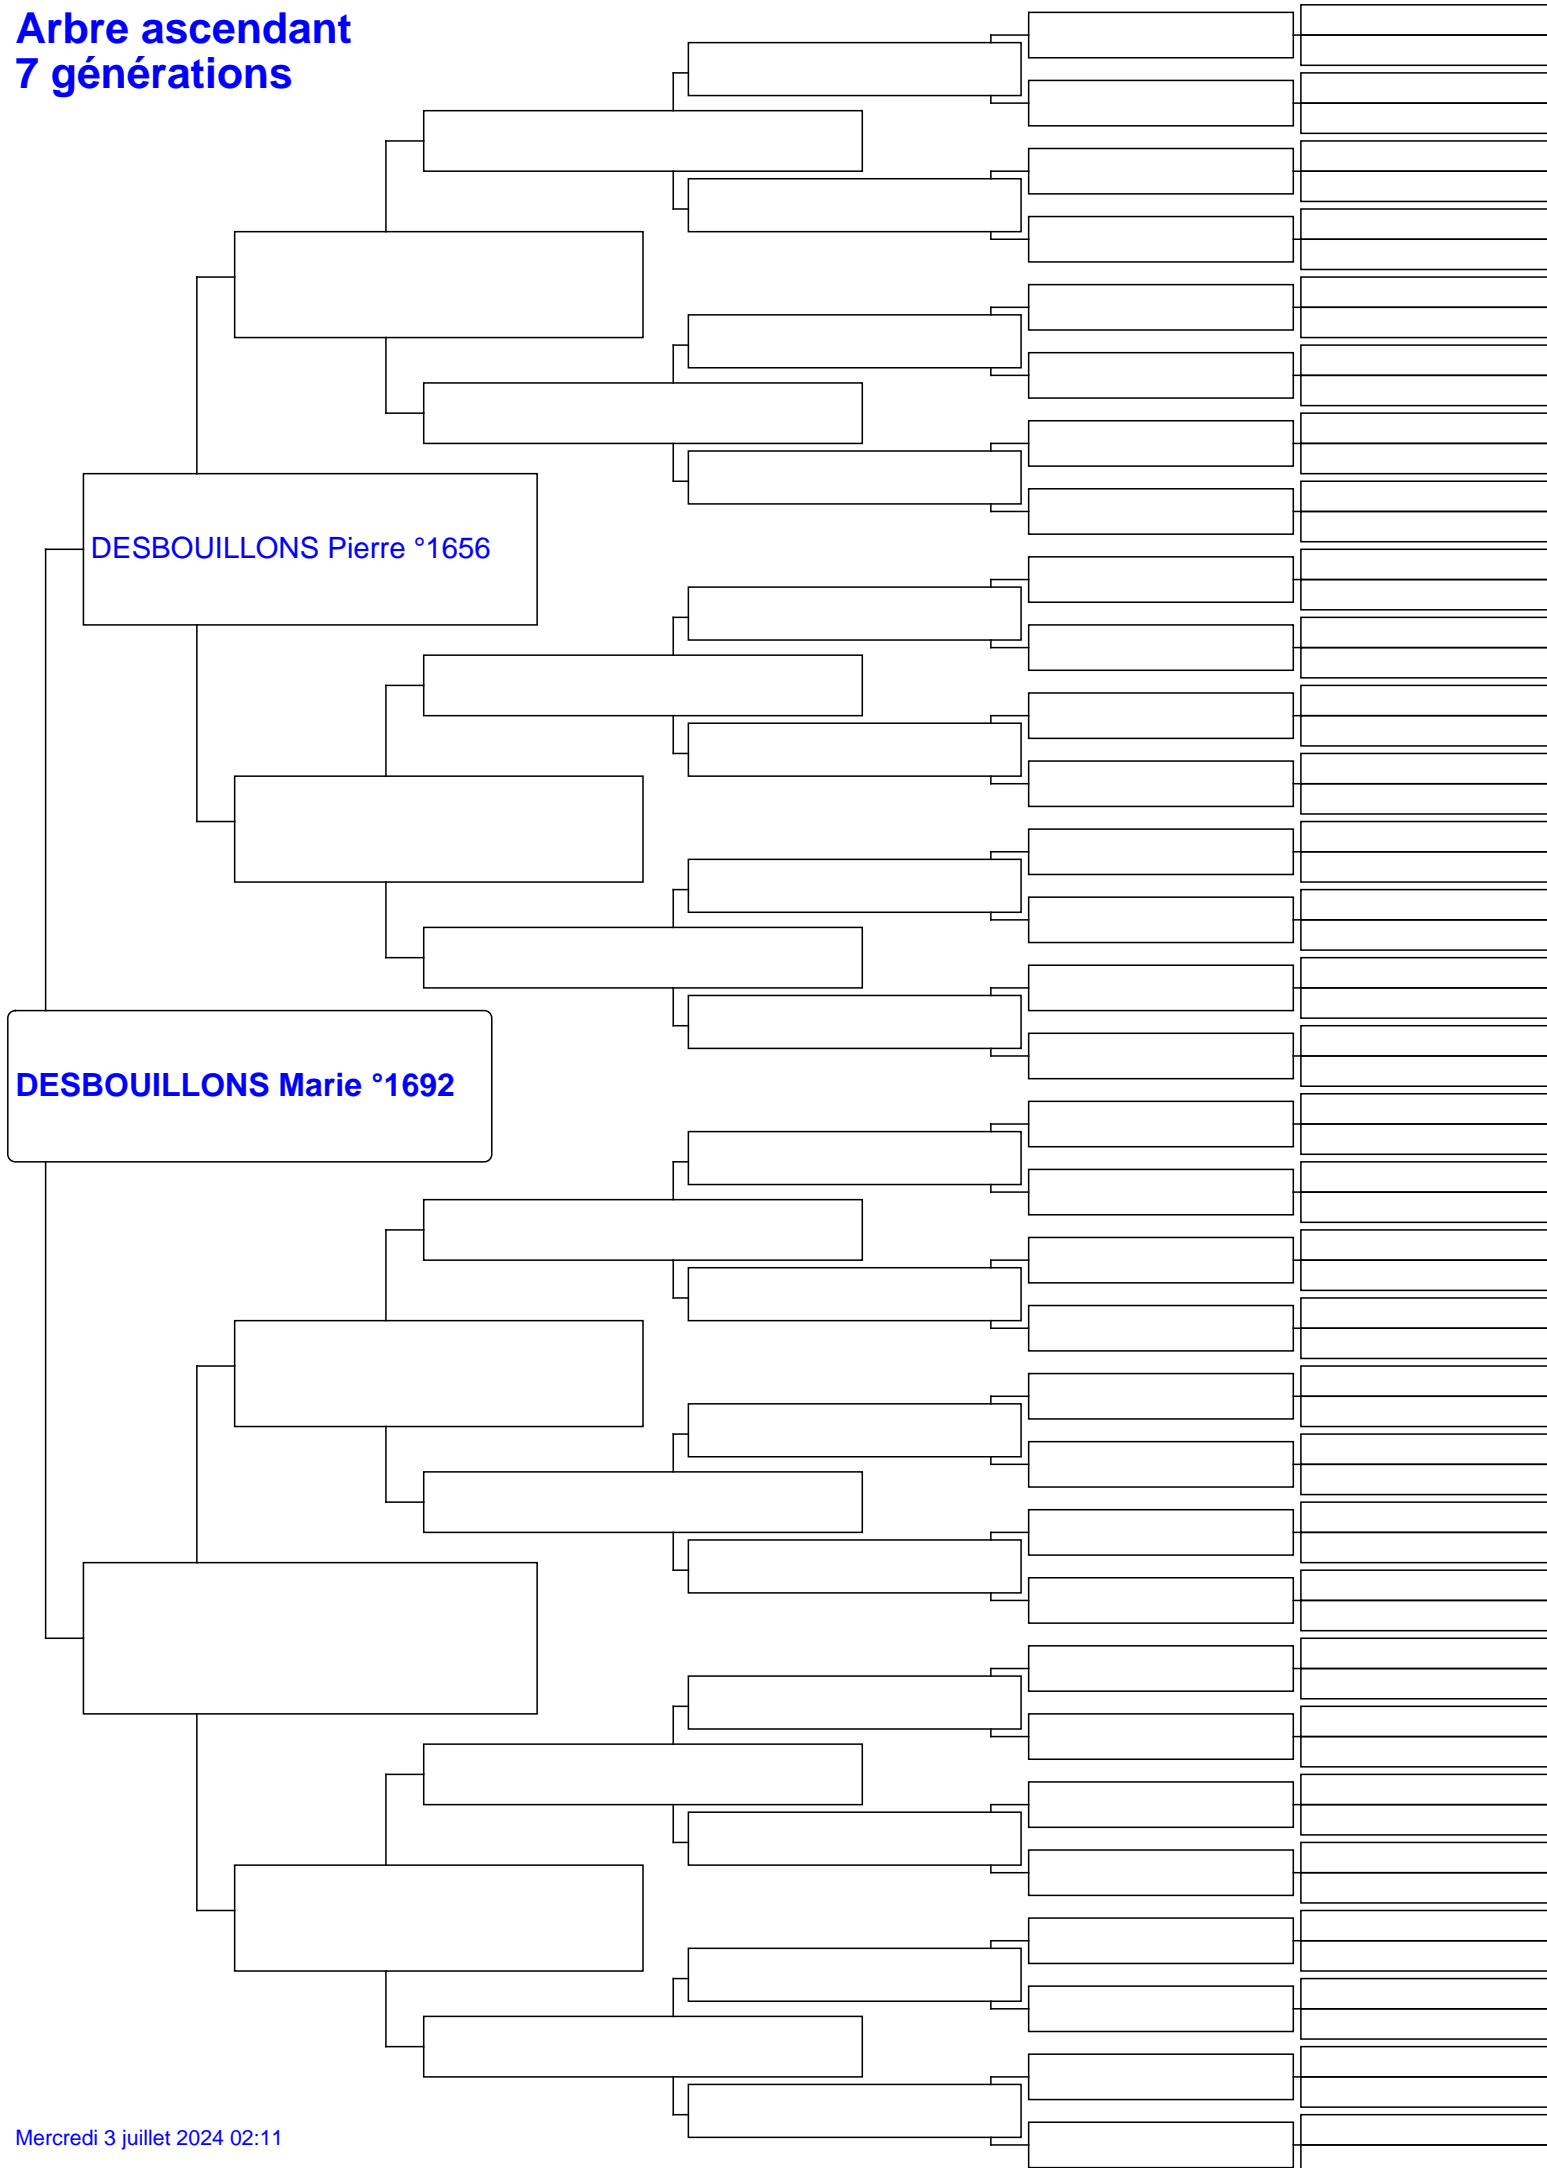 Arbre ascendant
7 générations
DESBOUILLONS Pierre °1656
DESBOUILLONS Marie °1692
Mercredi 3 juillet 2024 02:11